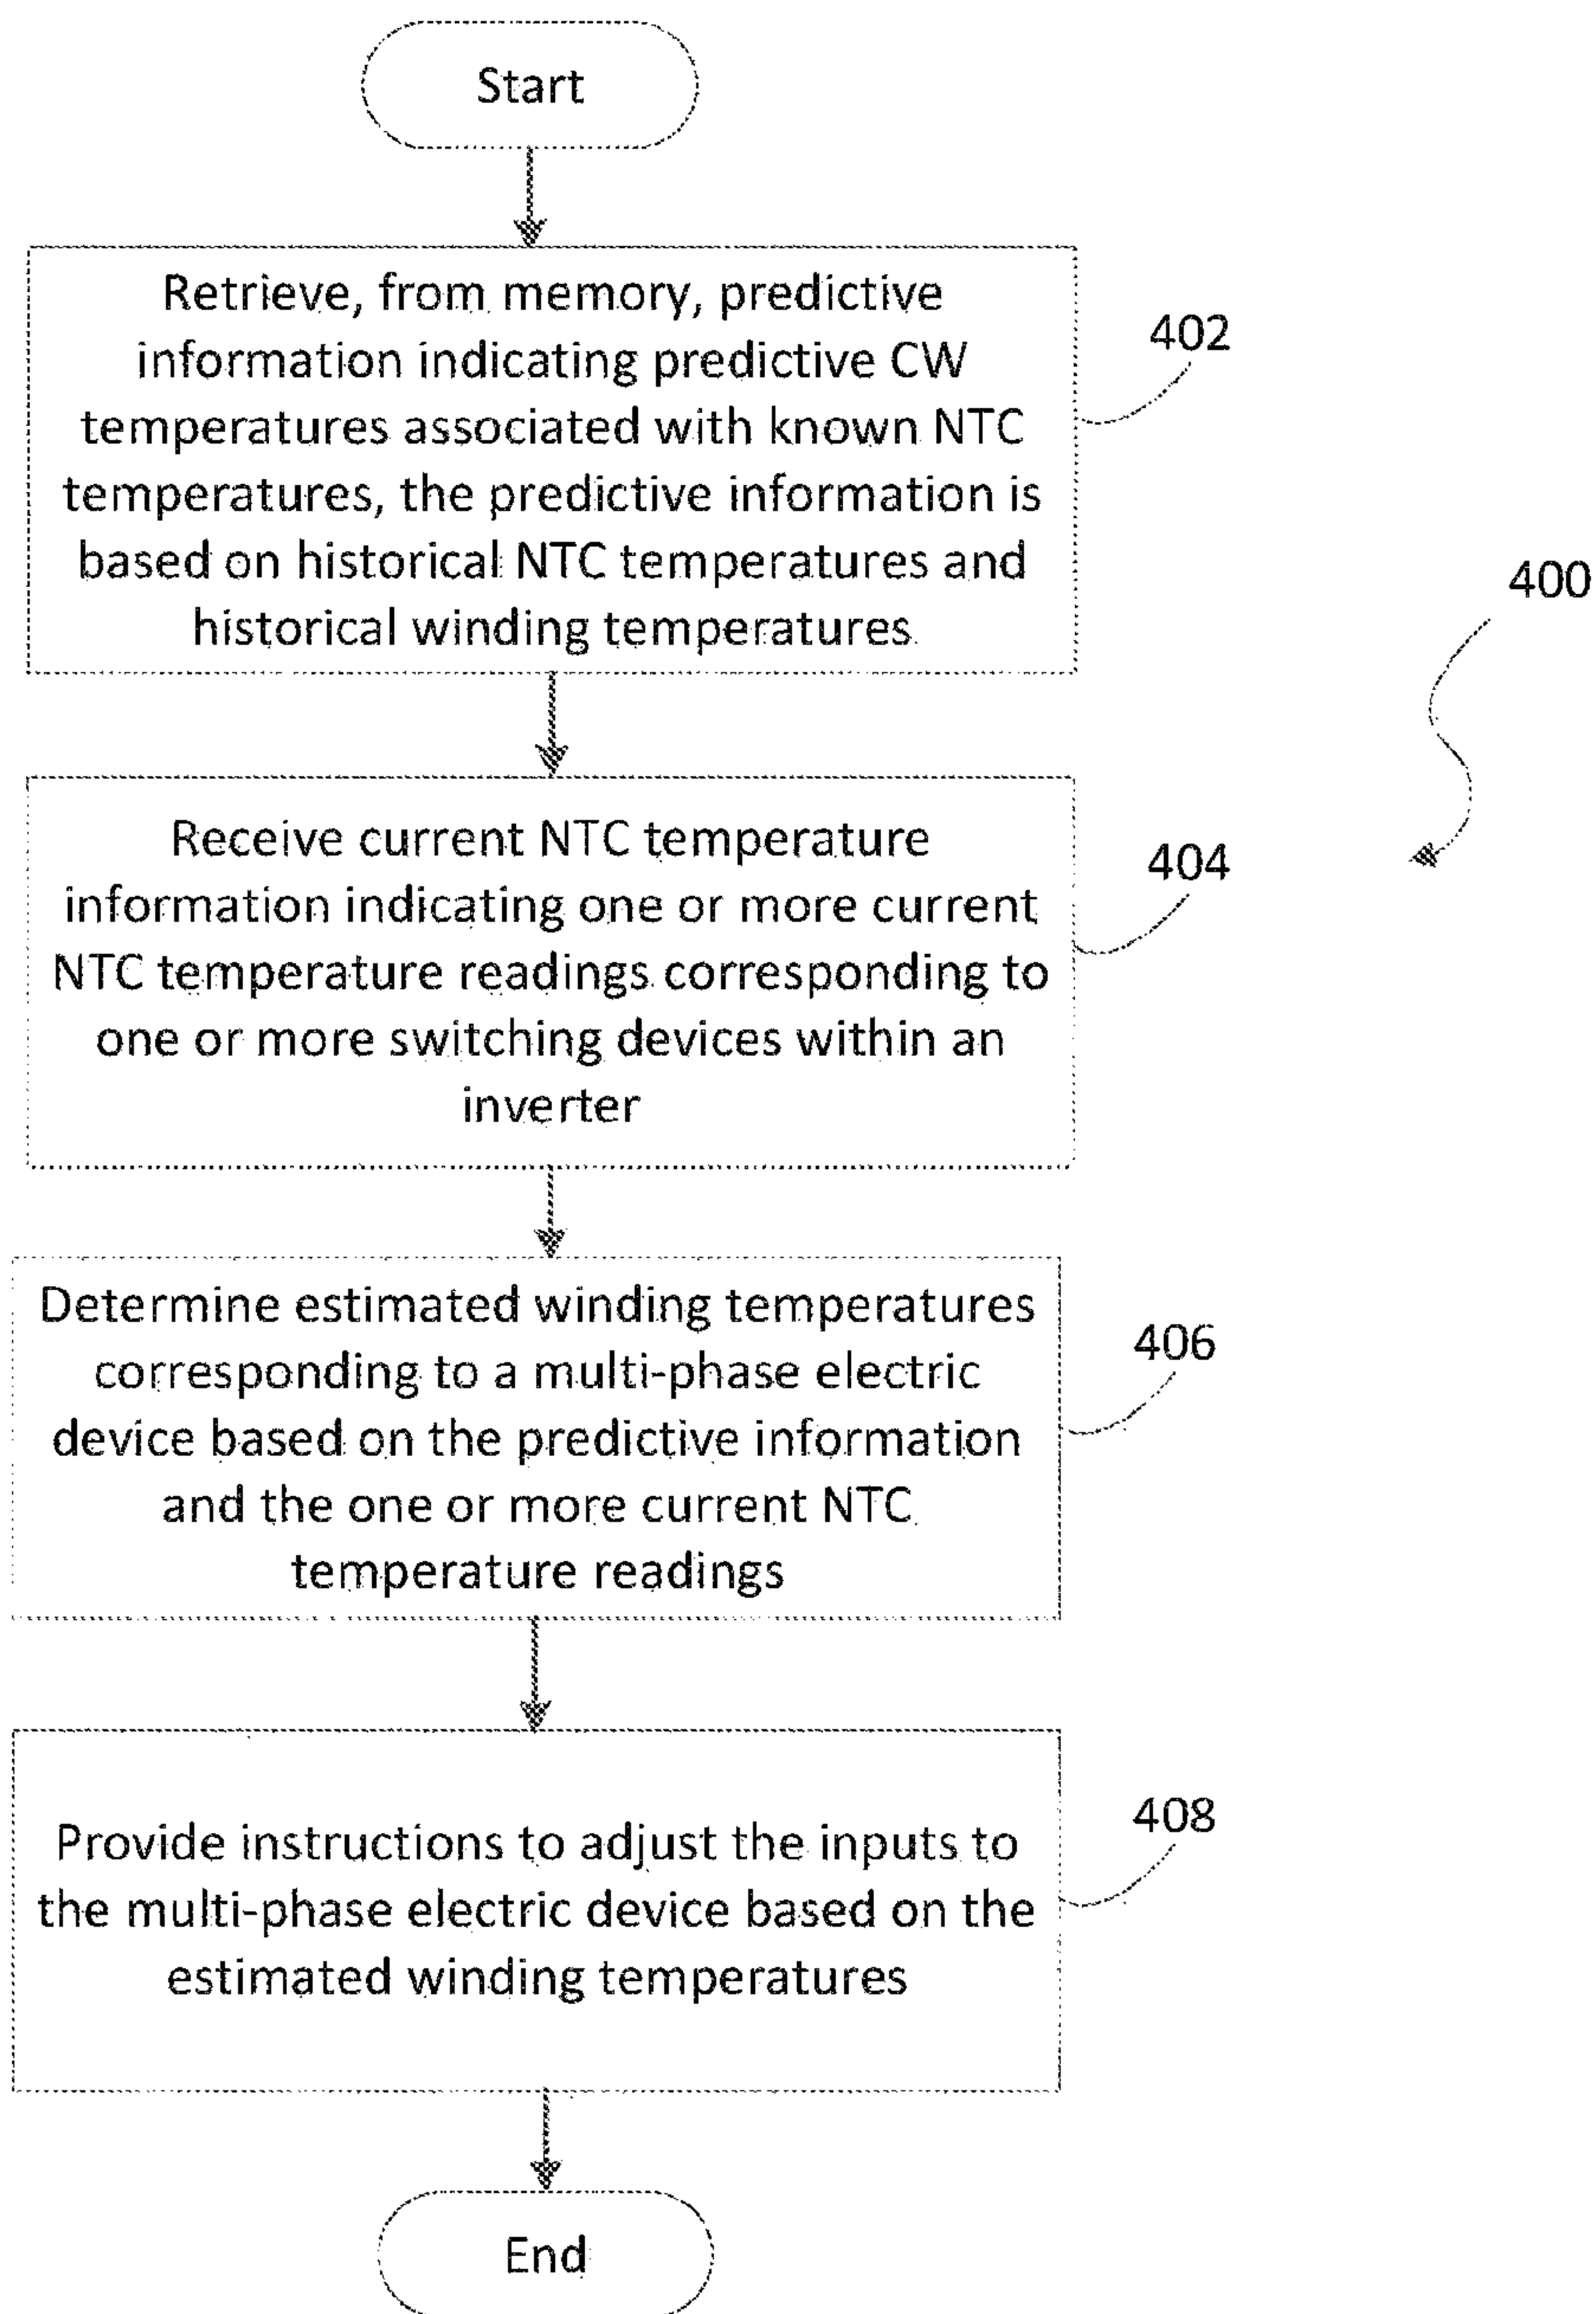 Start
Retrieve, from memory, predictive
information indicating predictive CW
temperatures associated with known NTC
temperatures, the predictive information is
based on historical NTC temperatures and
historical winding temperatures
402
400
Receive current NTC temperature
information indicating one or more current
NTC temperature readings corresponding to
one or more switching devices within an
inverter
404
Determine estimated winding temperatures
corresponding to a multi-phase electric
device based on the predictive information
and the one or more current NTC
temperature readings
406
Provide instructions to adjust the inputs to
the multi-phase electric device based on the
estimated winding temperatures
408
End